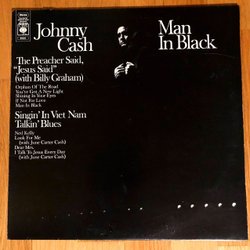 Johnny
Cash
Man
In Black
The Preacher Said,
"Jesus Said"
(with Billy Graham)
Orphan Of The Road
You've Got A New Light
Shining In Your Eyes
If Not For Love
Man in Black
Singin' In Viet Nam
Talkin' Blues
Ned Kelly
Look For Me
(with June Carter Cash)
Dear Mrs.
I Talk To Jesus Every Day
(with June Carter Cash)